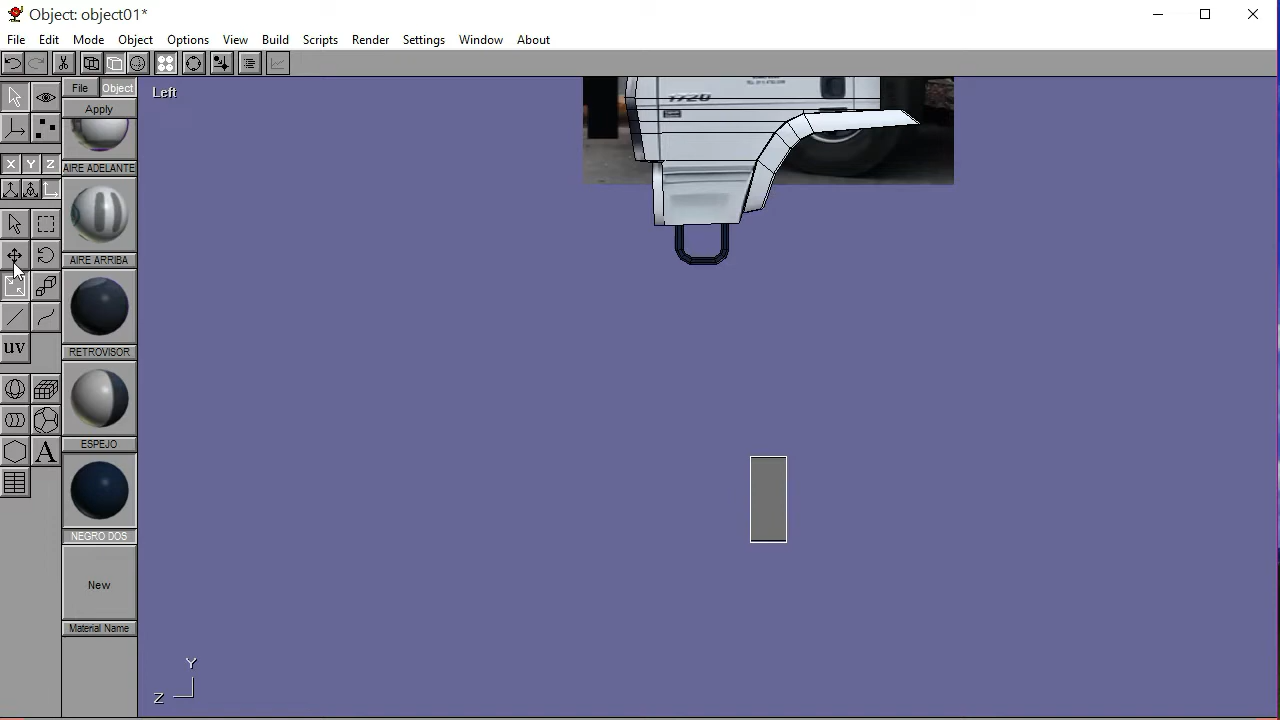 Object: object01*
File Edit Mode Object Options View Build Scripts Render Settings Window About
File Object
Apply
Left
1720
AIRE ADELANTE
X Y Z
AIRE ARRIBA
RETROVISOR
uv
ESPEJO
A
NEGRO DOS
New
Material Name
Y
Z